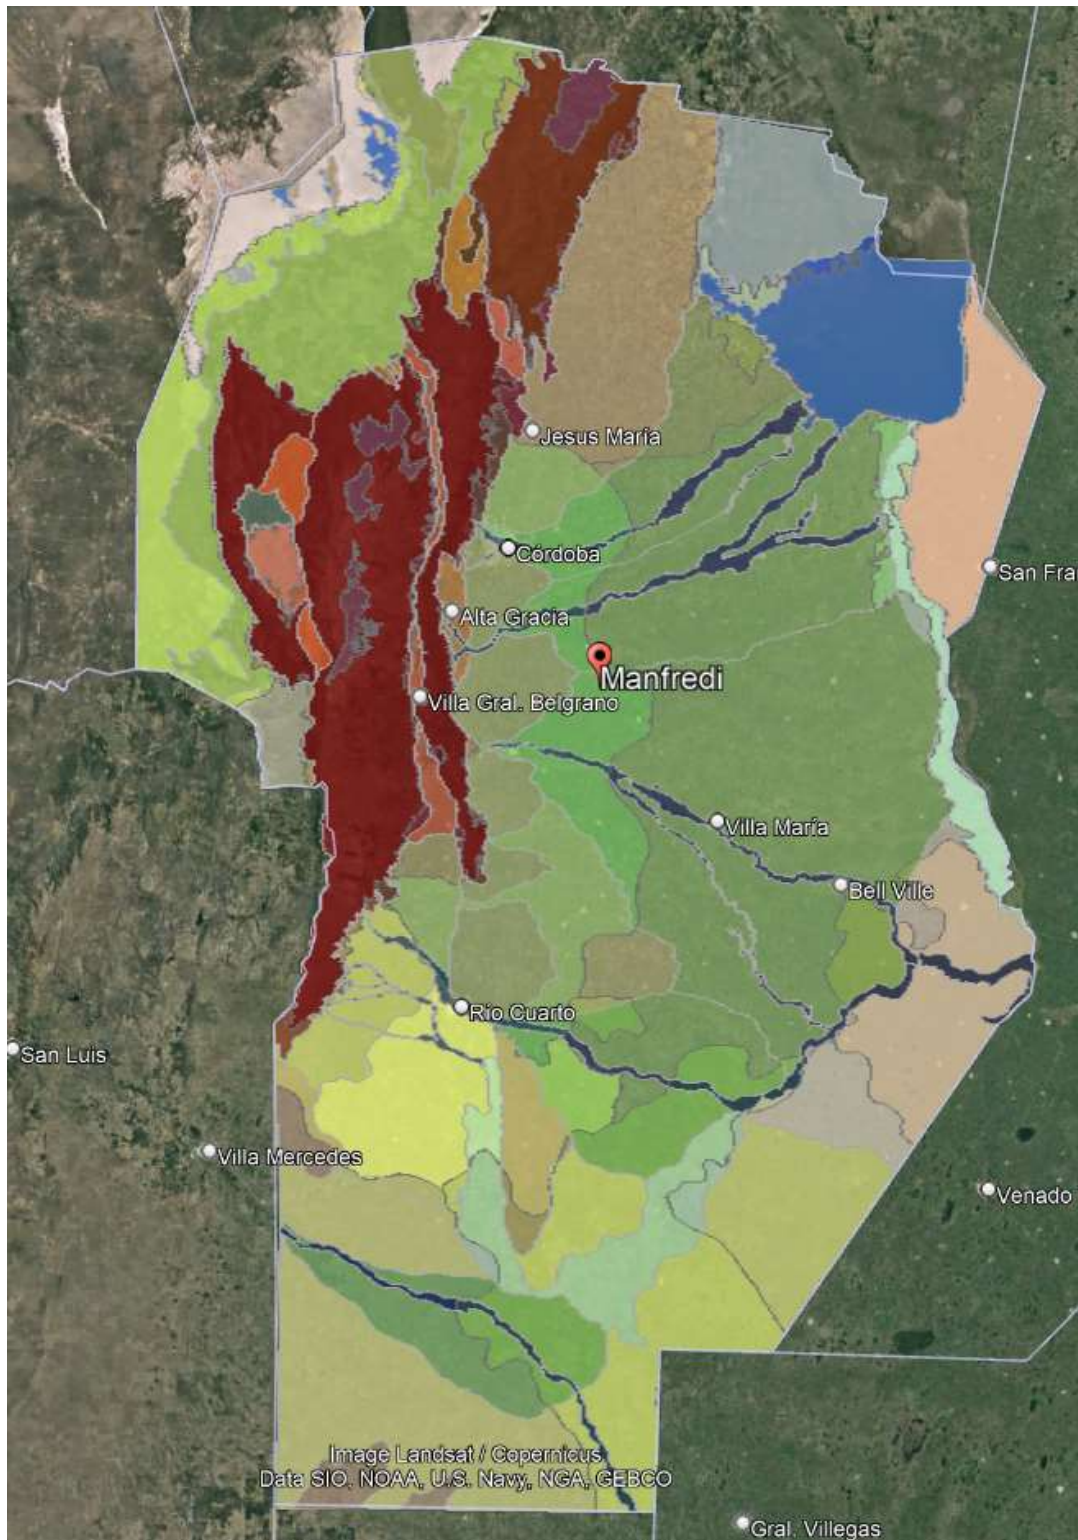 Jesus María
Córdoba
San Fra
Alta Gracia
Manfredi
Villa Gral. Belgrano
Villa María
Bell Ville
Rio Cuarto
San Luis
Villa Mercedes
Venado
Image Landsat / Copernicus
Data SIO, NOAA, U.S. Navy, NGA, GEBCO
Gral. Villegas